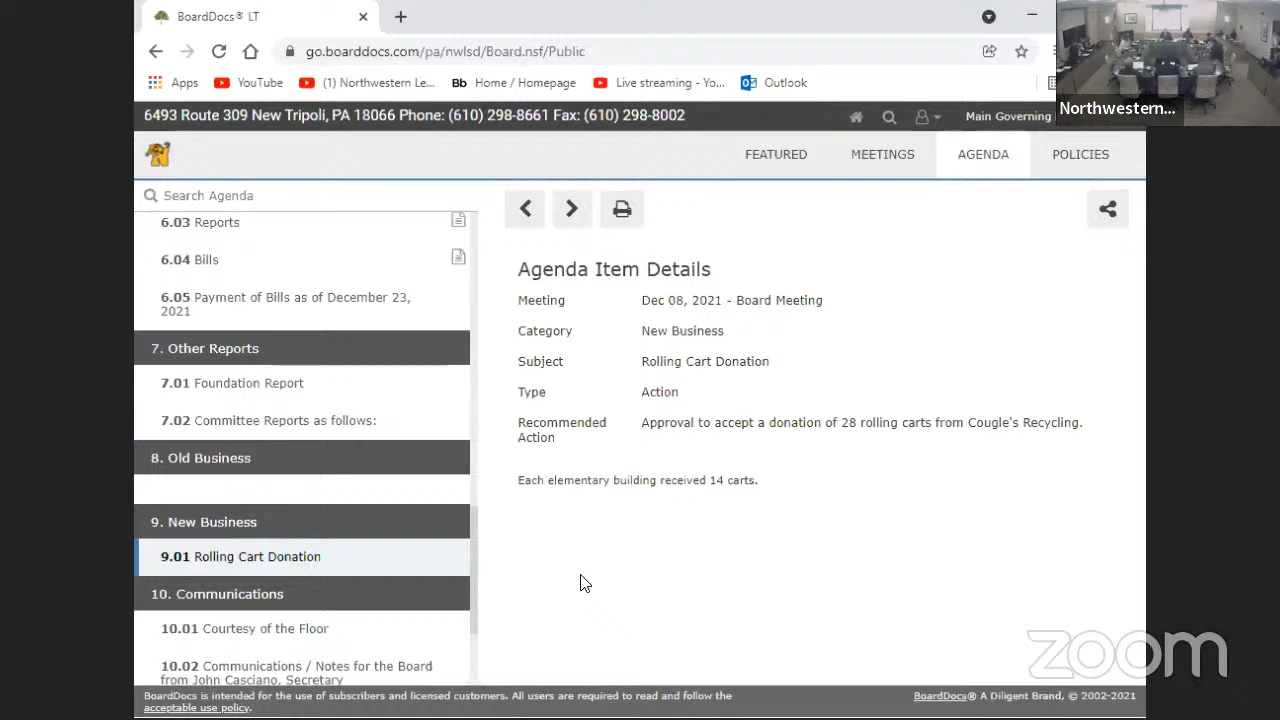 BoardDocs® LT
go.boarddocs.com/pa/nwlsd/Board.nsf/Public
Apps YouTube (1) Northwestern Le... Bb Home / Homepage Live streaming - Yo... Outlook
Northwestern...
6493 Route 309 New Tripoli, PA 18066 Phone: (610) 298-8661 Fax: (610) 298-8002
Main Governing
FEATURED MEETINGS AGENDA POLICIES
Search Agenda
6.03 Reports
6.04 Bills
6.05 Payment of Bills as of December 23,
2021
7. Other Reports
7.01 Foundation Report
7.02 Committee Reports as follows:
8. Old Business
9. New Business
9.01 Rolling Cart Donation
10. Communications
10.01 Courtesy of the Floor
10.02 Communications / Notes for the Board
from John Casciano, Secretary
Agenda Item Details
Meeting Dec 08, 2021 - Board Meeting
Category New Business
Subject Rolling Cart Donation
Type Action
Recommended Approval to accept a donation of 28 rolling carts from Cougle's Recycling.
Action
Each elementary building received 14 carts.
zoom
BoardDocs is intended for the use of subscribers and licensed customers. All users are required to read and follow the
acceptable use policy.
BoardDocs® A Diligent Brand, © 2002-2021